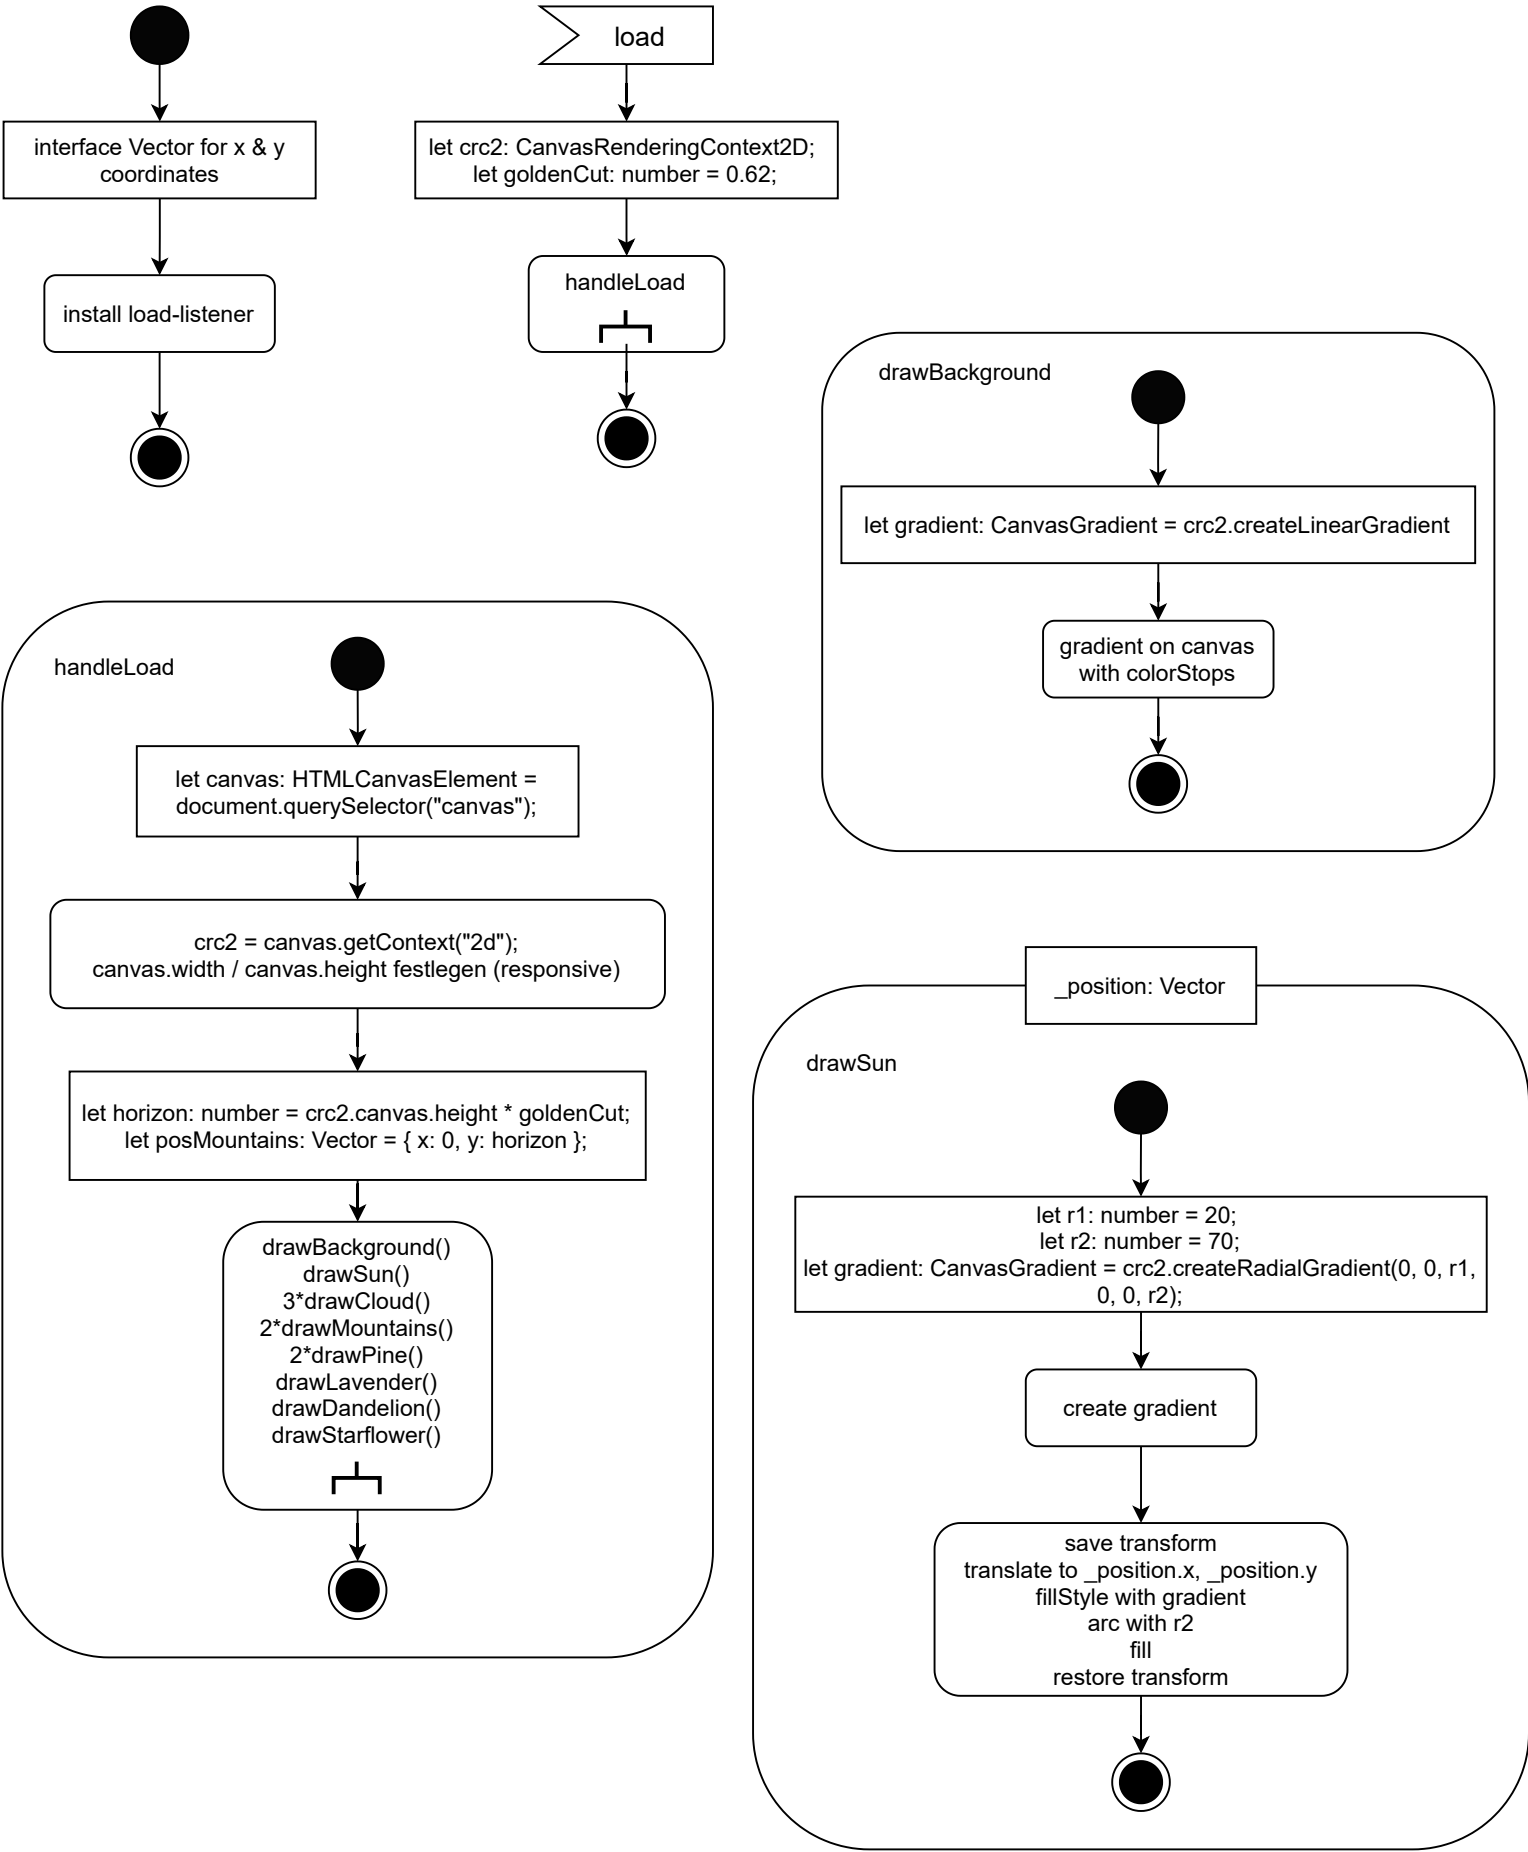 interface Vector for x & y
coordinates
install load-listener
load
let crc2: CanvasRenderingContext2D;
let goldenCut: number = 0.62;
handleLoad
drawBackground
let gradient: CanvasGradient = crc2.createLinearGradient
gradient on canvas
with colorStops
handleLoad
let canvas: HTMLCanvasElement =
document.querySelector("canvas");
crc2 = canvas.getContext("2d");
canvas.width / canvas.height festlegen (responsive)
let horizon: number = crc2.canvas.height * goldenCut;
let posMountains: Vector = { x: 0, y: horizon };
drawBackground()
drawSun()
3*drawCloud()
2*drawMountains()
2*drawPine()
drawLavender()
drawDandelion()
drawStarflower()
_position: Vector
drawSun
let r1: number = 20;
let r2: number = 70;
let gradient: CanvasGradient = crc2.createRadialGradient(0, 0, r1,
0, 0, r2);
create gradient
save transform
translate to _position.x, _position.y
fillStyle with gradient
arc with r2
fill
restore transform